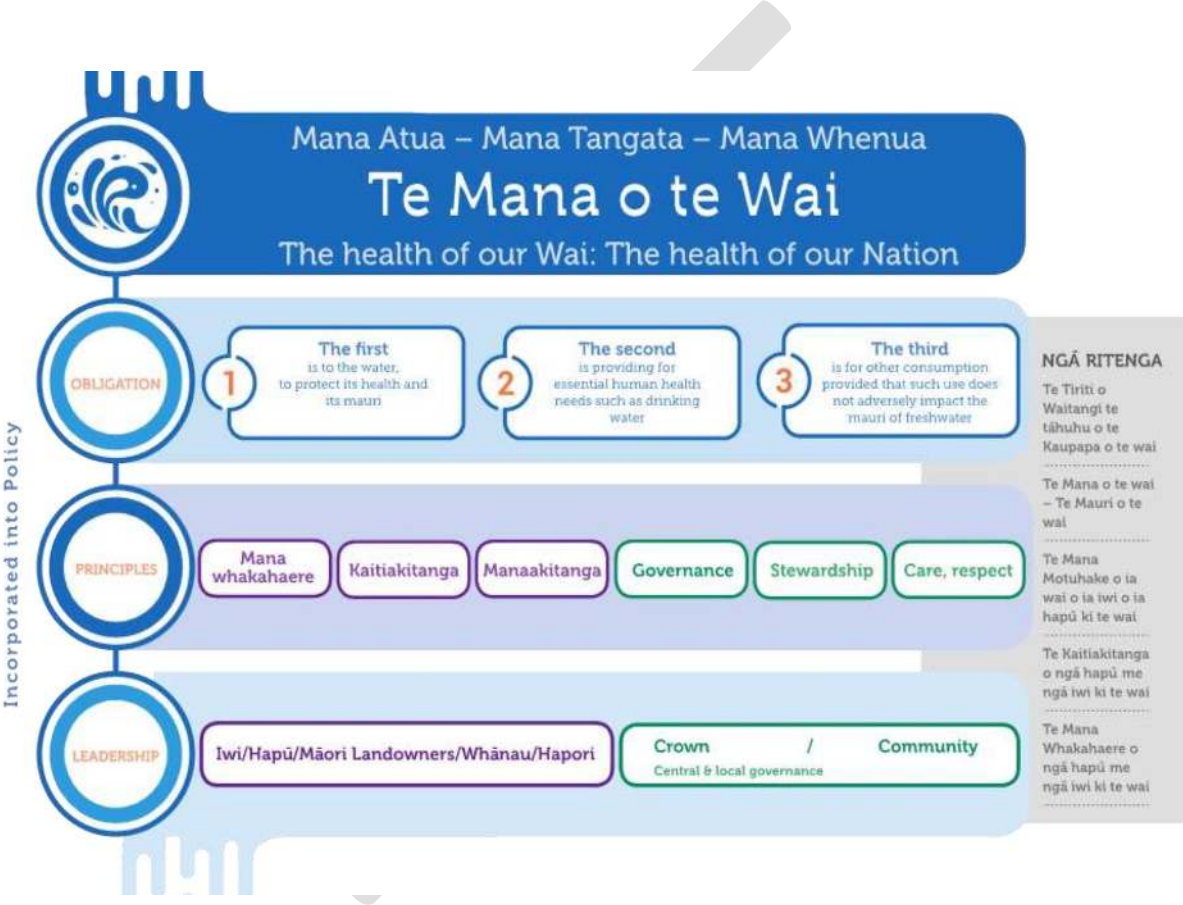 Mana Atua – Mana Tangata – Mana Whenua
Te Mana o te Wai
The health of our Wai: The health of our Nation
Incorporated into Policy
OBLIGATION
1
The first
is to the water,
to protect its health and
its mauri
2
The second
is providing for
essential human health
needs such as drinking
water
3
The third
is for other consumption
provided that such use does
not adversely impact the
mauri of freshwater
PRINCIPLES
Mana
whakahaere
Kaitiakitanga
Manaakitanga
Governance
Stewardship
Care, respect
LEADERSHIP
Iwi/Hapū/Māori Landowners/Whānau/Hapori
Crown / Community
Central & local governance
NGĀ RITENGA
Te Tiriti o
Waitangi te
tāhuhu o te
Kaupapa o te wai
Te Mana o te wai
– Te Mauri o te
wai
Te Mana
Motuhake o ia
wai o ia iwi o ia
hapū ki te wai
Te Kaitiakitanga
o ngā hapū me
ngā iwi ki te wai
Te Mana
Whakahaere o
ngā hapū me
ngā iwi ki te wai